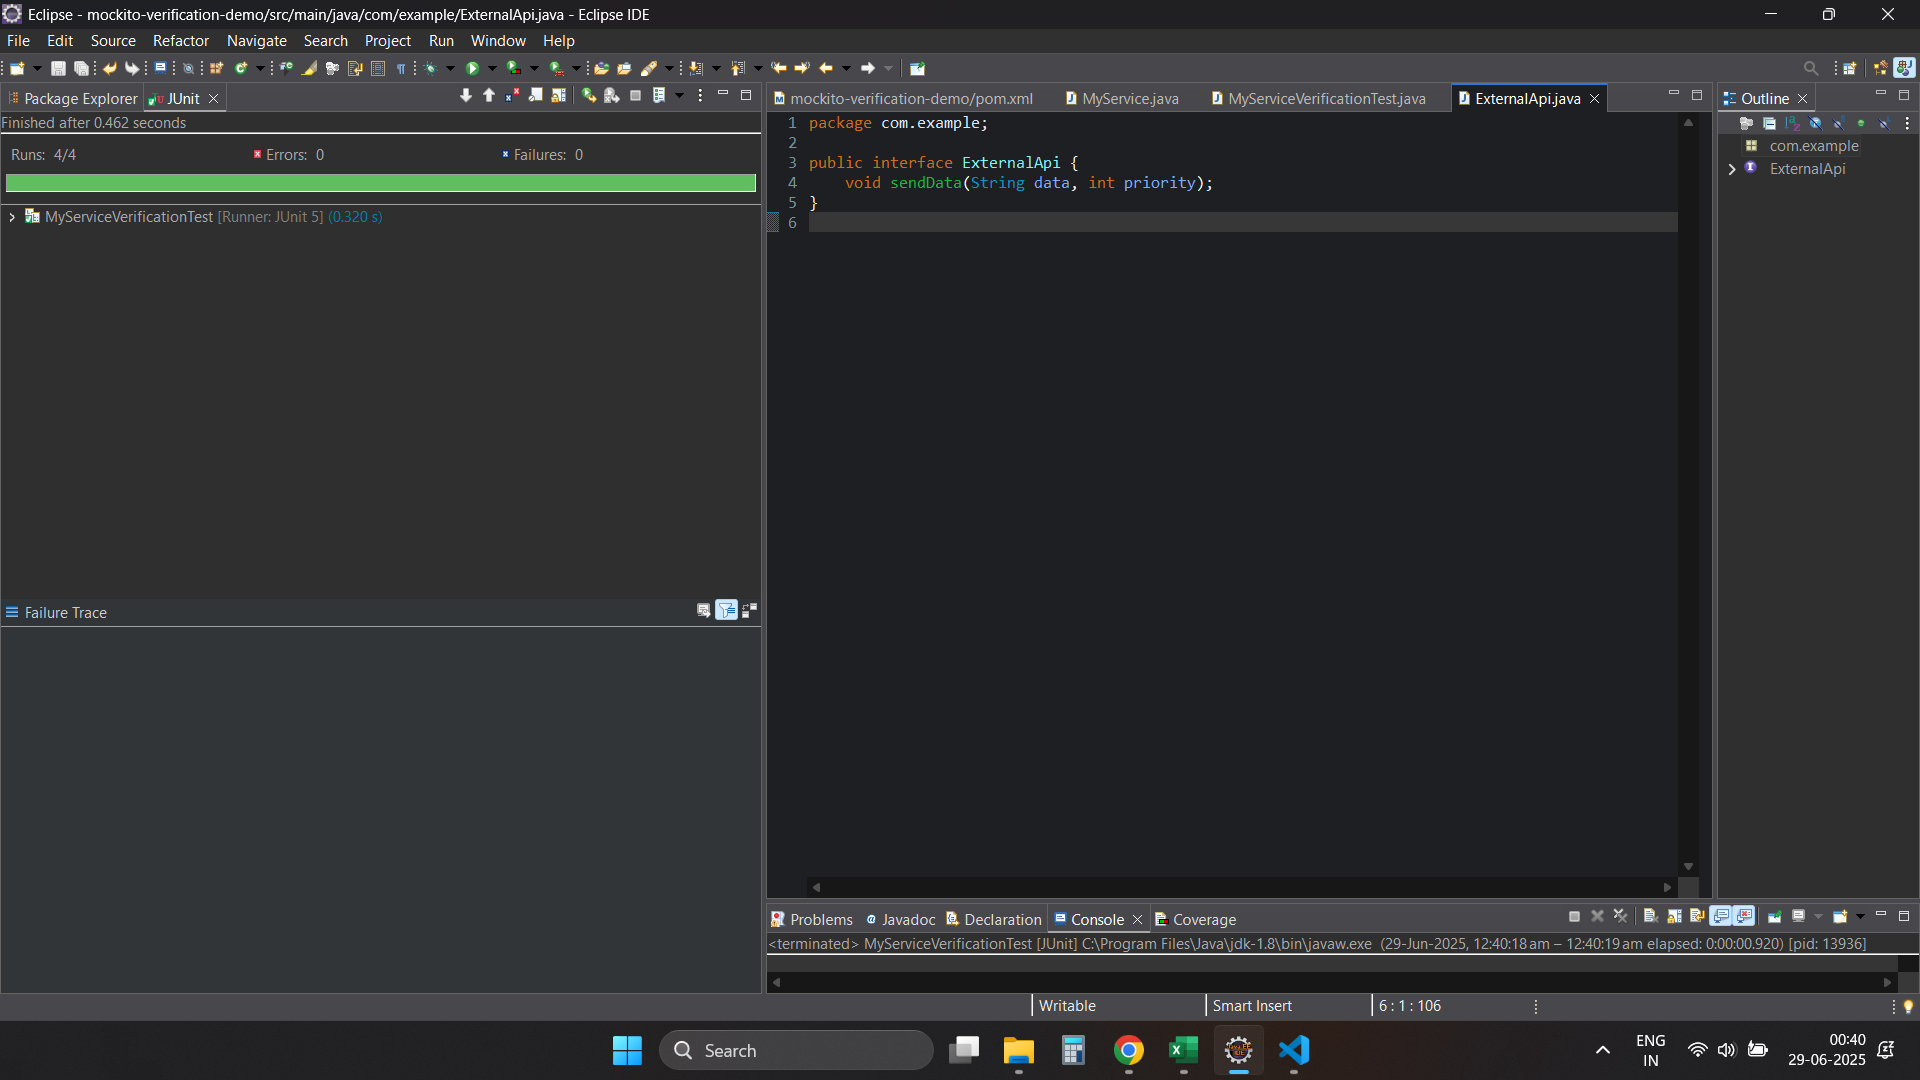 Eclipse - mockito-verification-demo/src/main/java/com/example/ExternalApi.java - Eclipse IDE
File Edit Source Refactor Navigate Search Project Run Window Help
Package Explorer JUnit
Finished after 0.462 seconds
Runs: 4/4 Errors: 0 Failures: 0
MyServiceVerificationTest [Runner: JUnit 5] (0.320 s)
Failure Trace
mockito-verification-demo/pom.xml MyService.java MyServiceVerificationTest.java ExternalApi.java
1 package com.example;
2
3 public interface ExternalApi {
4 void sendData(String data, int priority);
5 }
6
Outline
com.example
ExternalApi
Problems Javadoc Declaration Console Coverage
<terminated> MyServiceVerificationTest [JUnit] C:\Program Files\Java\jdk-1.8\bin\javaw.exe (29-Jun-2025, 12:40:18 am – 12:40:19 am elapsed: 0:00:00.920) [pid: 13936]
Writable Smart Insert 6 : 1 : 106
Search
ENG
IN
00:40
29-06-2025